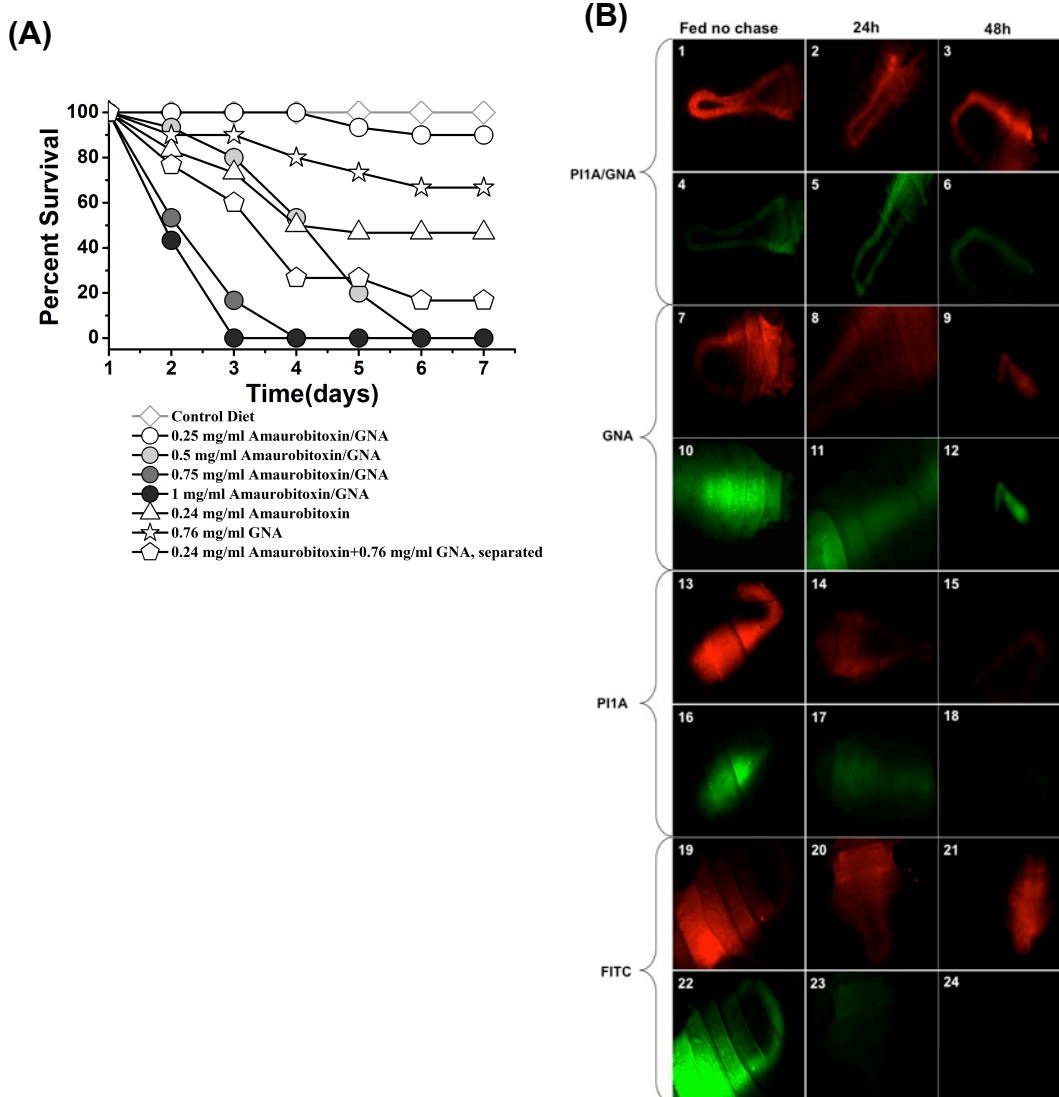 (A)
100
80
60
40
20
0
Percent Survival
1 2 3 4 5 6 7
Time(days)
Control Diet
0.25 mg/ml Amaurobitoxin/GNA
0.5 mg/ml Amaurobitoxin/GNA
0.75 mg/ml Amaurobitoxin/GNA
1 mg/ml Amaurobitoxin/GNA
0.24 mg/ml Amaurobitoxin
0.76 mg/ml GNA
0.24 mg/ml Amaurobitoxin+0.76 mg/ml GNA, separated
(B)
Fed no chase 24h 48h
1 2 3
PI1A/GNA
4 5 6
7 8 9
GNA
10 11 12
13 14 15
PI1A
16 17 18
19 20 21
FITC
22 23 24